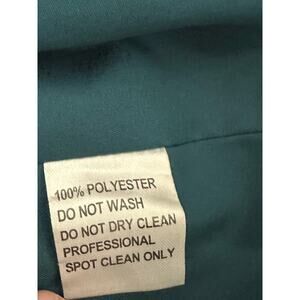 100% POLYESTER
DO NOT WASH
DO NOT DRY CLEAN
PROFESSIONAL
SPOT CLEAN ONLY